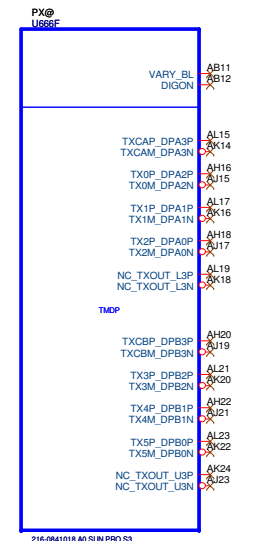 PX@
U666F
VARY_BL AB11
DIGON AB12
TXCAP_DPA3P AL15
TXCAM_DPA3N AK14
TX0P_DPA2P AH16
TX0M_DPA2N AJ15
TX1P_DPA1P AL17
TX1M_DPA1N AK16
TX2P_DPA0P AH18
TX2M_DPA0N AJ17
NC_TXOUT_L3P AL19
NC_TXOUT_L3N AK18
TMDP
TXCBP_DPB3P AH20
TXCBM_DPB3N AJ19
TX3P_DPB2P AL21
TX3M_DPB2N AK20
TX4P_DPB1P AH22
TX4M_DPB1N AJ21
TX5P_DPB0P AL23
TX5M_DPB0N AK22
NC_TXOUT_U3P AK24
NC_TXOUT_U3N AJ23
216-0841018 A0 SUN PRO S3